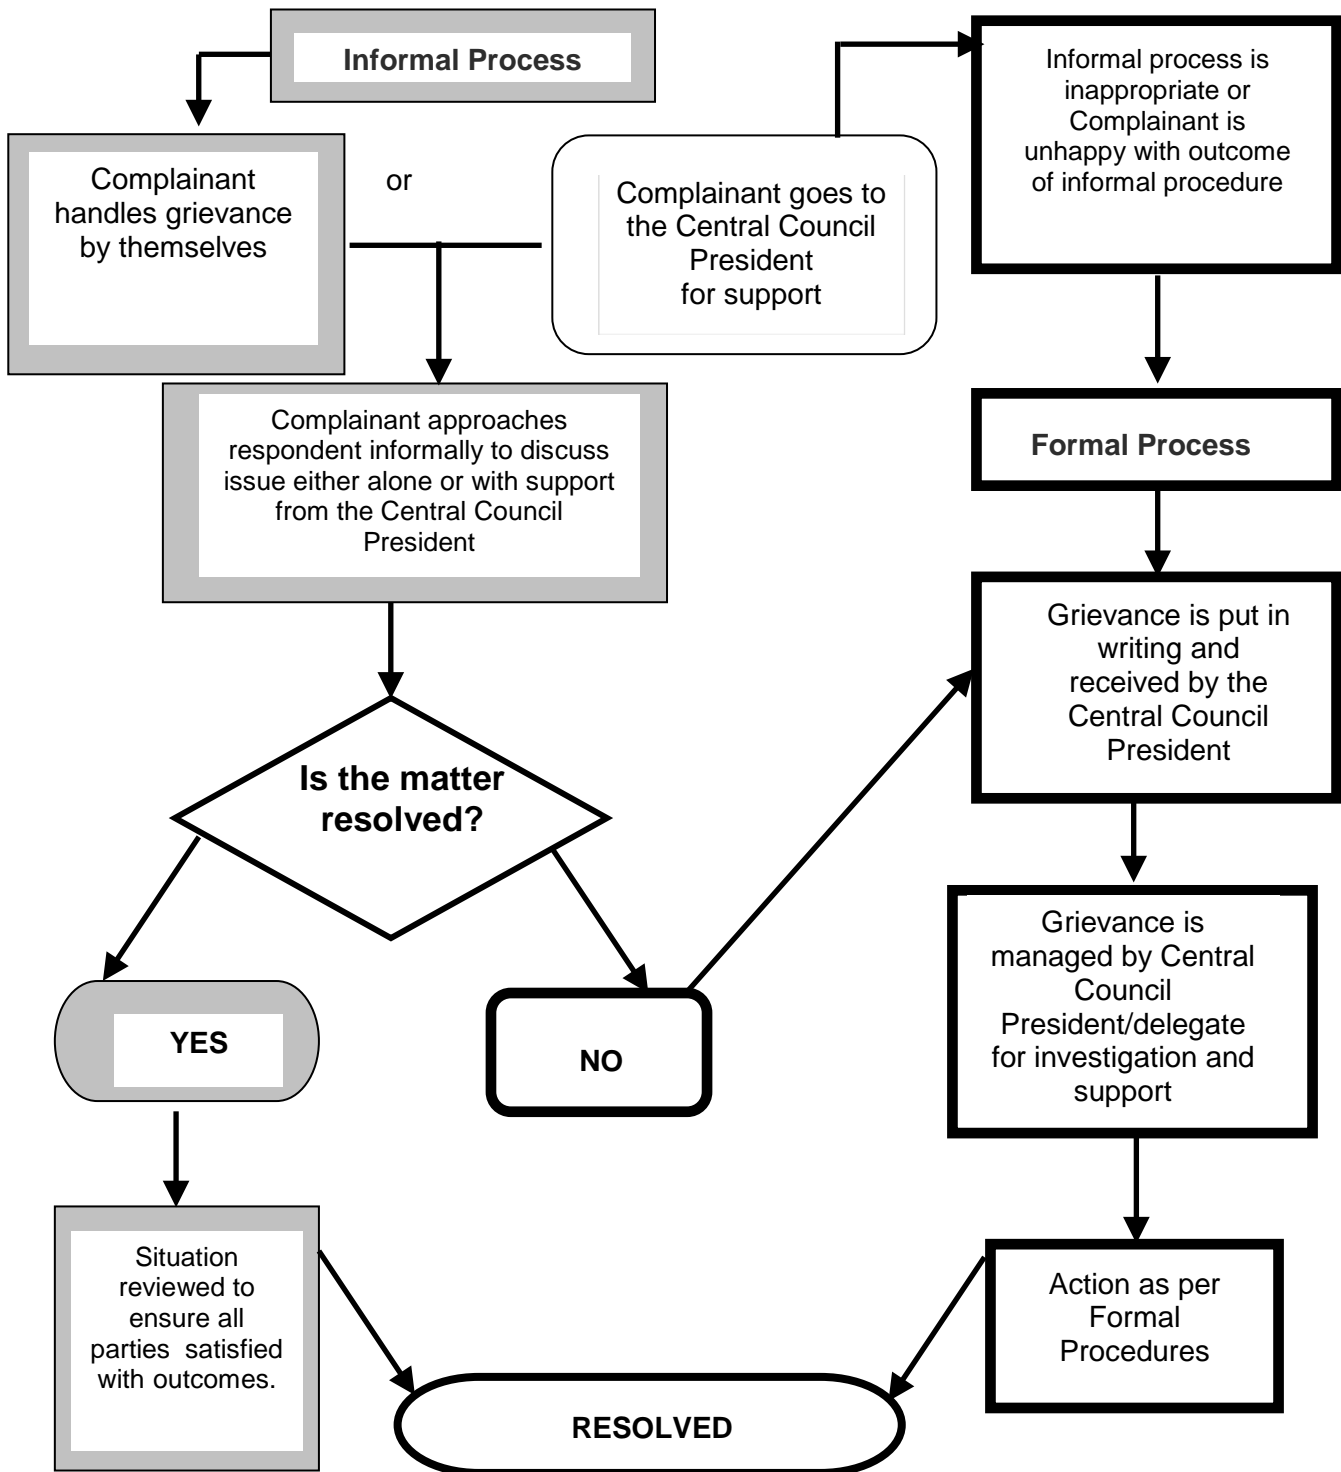 Informal Process
Complainant
handles grievance
by themselves
or
Complainant goes to
the Central Council
President
for support
Informal process is
inappropriate or
Complainant is
unhappy with outcome
of informal procedure
Complainant approaches
respondent informally to discuss
issue either alone or with support
from the Central Council
President
Formal Process
Grievance is put in
writing and
received by the
Central Council
President
Is the matter
resolved?
Grievance is
managed by Central
Council
President/delegate
for investigation and
support
YES
NO
Situation
reviewed to
ensure all
parties  satisfied
with outcomes.
Action as per
Formal
Procedures
RESOLVED